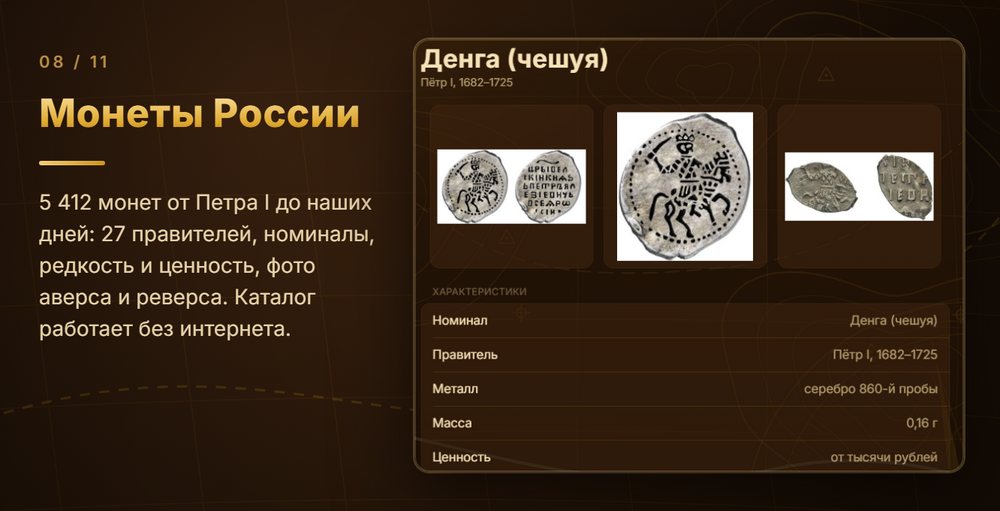 08 / 11
Монеты России
5 412 монет от Петра I до наших
дней: 27 правителей, номиналы,
редкость и ценность, фото
аверса и реверса. Каталог
работает без интернета.
Денга (чешуя)
Пётр I, 1682–1725
ХАРАКТЕРИСТИКИ
Номинал Денга (чешуя)
Правитель Пётр I, 1682–1725
Металл серебро 860-й пробы
Масса 0,16 г
Ценность от тысячи рублей